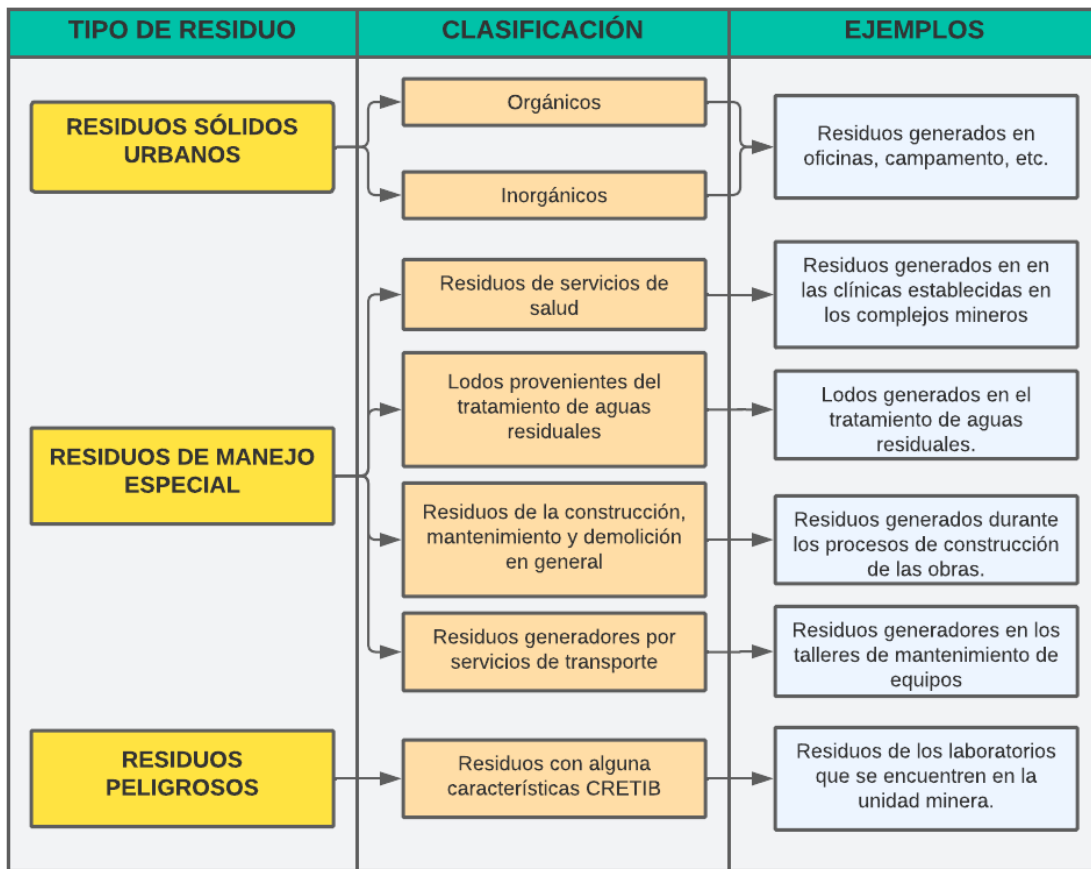 TIPO DE RESIDUO
CLASIFICACIÓN
EJEMPLOS
RESIDUOS SÓLIDOS
URBANOS
Orgánicos
Inorgánicos
Residuos generados en
oficinas, campamento, etc.
RESIDUOS DE MANEJO
ESPECIAL
Residuos de servicios de
salud
Residuos generados en en
las clínicas establecidas en
los complejos mineros
Lodos provenientes del
tratamiento de aguas
residuales
Lodos generados en el
tratamiento de aguas
residuales.
Residuos de la construcción,
mantenimiento y demolición
en general
Residuos generados durante
los procesos de construcción
de las obras.
Residuos generadores por
servicios de transporte
Residuos generadores en los
talleres de mantenimiento de
equipos
RESIDUOS
PELIGROSOS
Residuos con alguna
características CRETIB
Residuos de los laboratorios
que se encuentren en la
unidad minera.